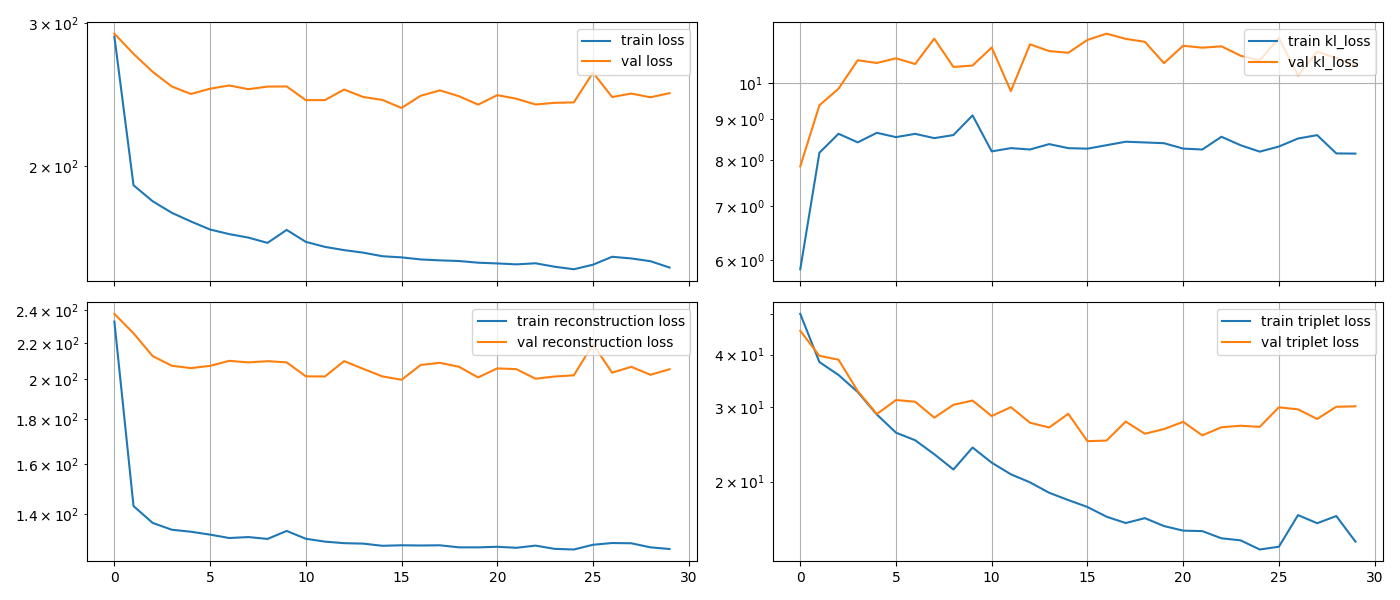 3 × 10²
2 × 10²
train loss
val loss
10¹
9 × 10⁰
8 × 10⁰
7 × 10⁰
6 × 10⁰
train kl_loss
val kl_loss
2.4 × 10²
2.2 × 10²
2 × 10²
1.8 × 10²
1.6 × 10²
1.4 × 10²
train reconstruction loss
val reconstruction loss
0 5 10 15 20 25 30
4 × 10¹
3 × 10¹
2 × 10¹
train triplet loss
val triplet loss
0 5 10 15 20 25 30